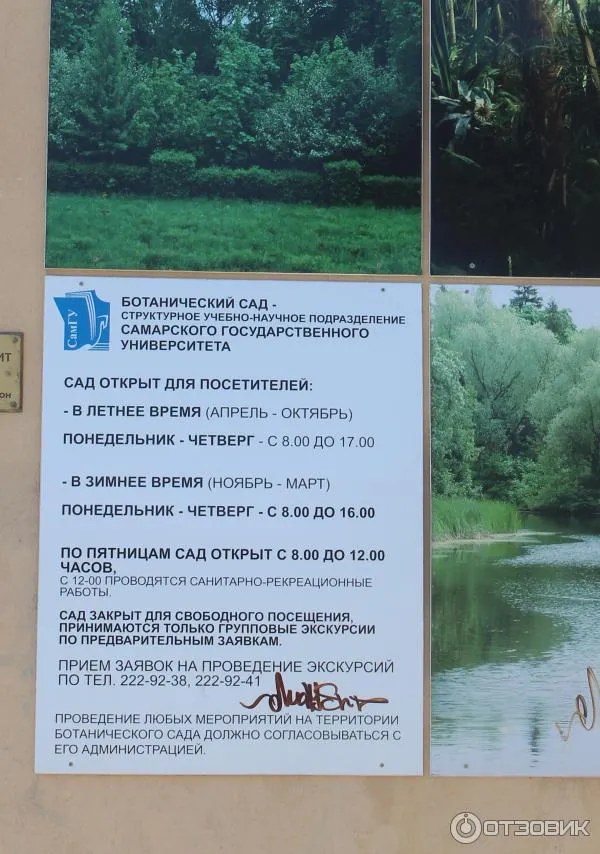 СамГУ
БОТАНИЧЕСКИЙ САД -
СТРУКТУРНОЕ УЧЕБНО-НАУЧНОЕ ПОДРАЗДЕЛЕНИЕ
САМАРСКОГО ГОСУДАРСТВЕННОГО
УНИВЕРСИТЕТА
САД ОТКРЫТ ДЛЯ ПОСЕТИТЕЛЕЙ:
- В ЛЕТНЕЕ ВРЕМЯ (АПРЕЛЬ - ОКТЯБРЬ)
ПОНЕДЕЛЬНИК - ЧЕТВЕРГ - С 8.00 ДО 17.00
- В ЗИМНЕЕ ВРЕМЯ (НОЯБРЬ - МАРТ)
ПОНЕДЕЛЬНИК - ЧЕТВЕРГ - С 8.00 ДО 16.00
ПО ПЯТНИЦАМ САД ОТКРЫТ С 8.00 ДО 12.00
ЧАСОВ,
С 12-00 ПРОВОДЯТСЯ САНИТАРНО-РЕКРЕАЦИОННЫЕ
РАБОТЫ.
САД ЗАКРЫТ ДЛЯ СВОБОДНОГО ПОСЕЩЕНИЯ,
ПРИНИМАЮТСЯ ТОЛЬКО ГРУППОВЫЕ ЭКСКУРСИИ
ПО ПРЕДВАРИТЕЛЬНЫМ ЗАЯВКАМ.
ПРИЕМ ЗАЯВОК НА ПРОВЕДЕНИЕ ЭКСКУРСИЙ
ПО ТЕЛ. 222-92-38, 222-92-41
ПРОВЕДЕНИЕ ЛЮБЫХ МЕРОПРИЯТИЙ НА ТЕРРИТОРИИ
БОТАНИЧЕСКОГО САДА ДОЛЖНО СОГЛАСОВЫВАТЬСЯ С
ЕГО АДМИНИСТРАЦИЕЙ.
ОТЗОВИК